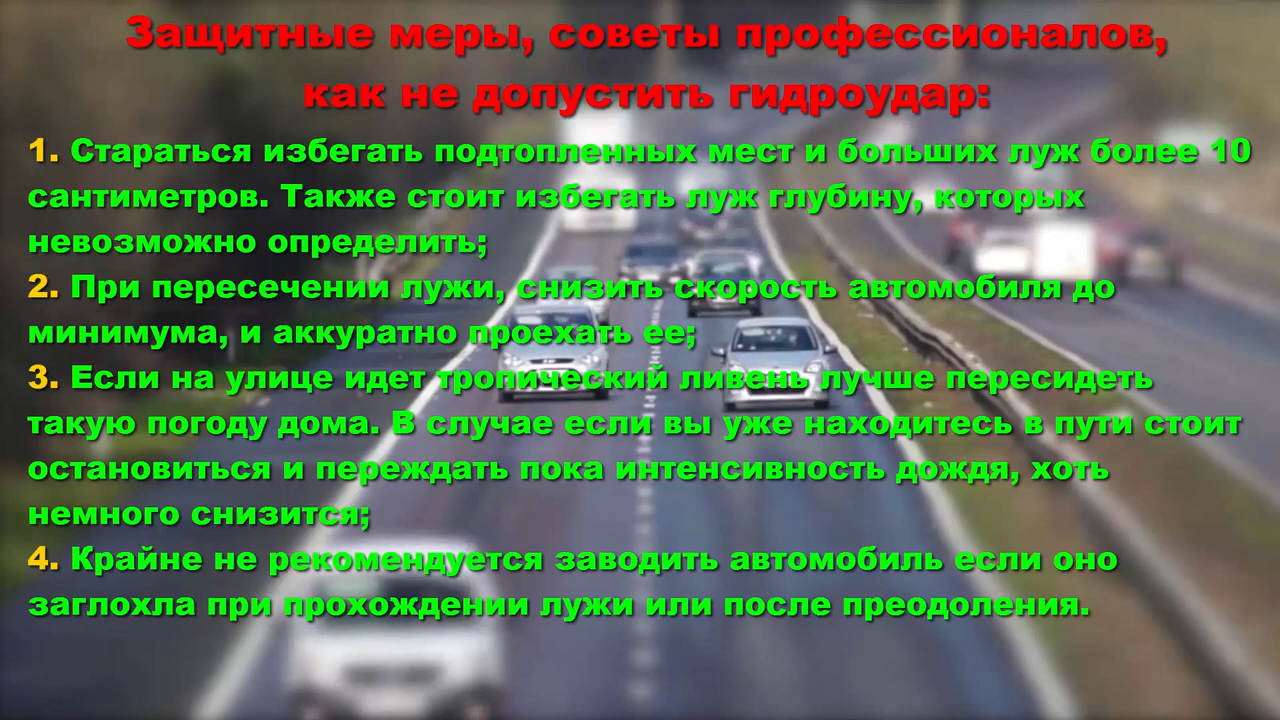 Защитные меры, советы профессионалов,
как не допустить гидроудар:
1. Стараться избегать подтопленных мест и больших луж более 10
сантиметров. Также стоит избегать луж глубину, которых
невозможно определить;
2. При пересечении лужи, снизить скорость автомобиля до
минимума, и аккуратно проехать ее;
3. Если на улице идет тропический ливень лучше пересидеть
такую погоду дома. В случае если вы уже находитесь в пути стоит
остановиться и переждать пока интенсивность дождя, хоть
немного снизится;
4. Крайне не рекомендуется заводить автомобиль если оно
заглохла при прохождении лужи или после преодоления.